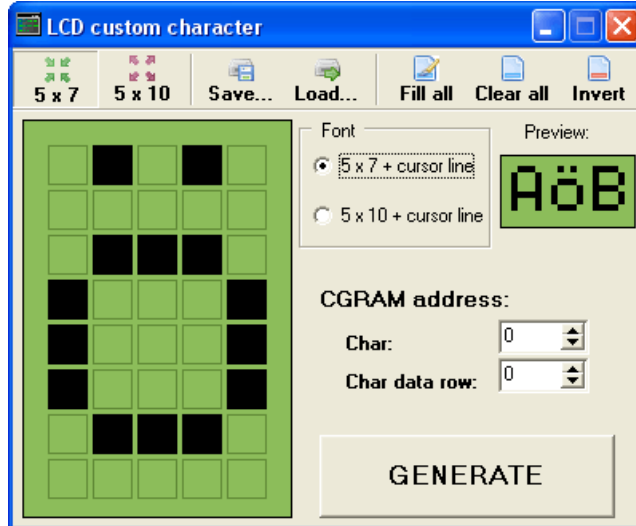 LCD custom character
5 x 7 5 x 10 Save... Load... Fill all Clear all Invert
Font Preview:
5 x 7 + cursor line
AöB
5 x 10 + cursor line
CGRAM address:
Char: 0
Char data row: 0
GENERATE